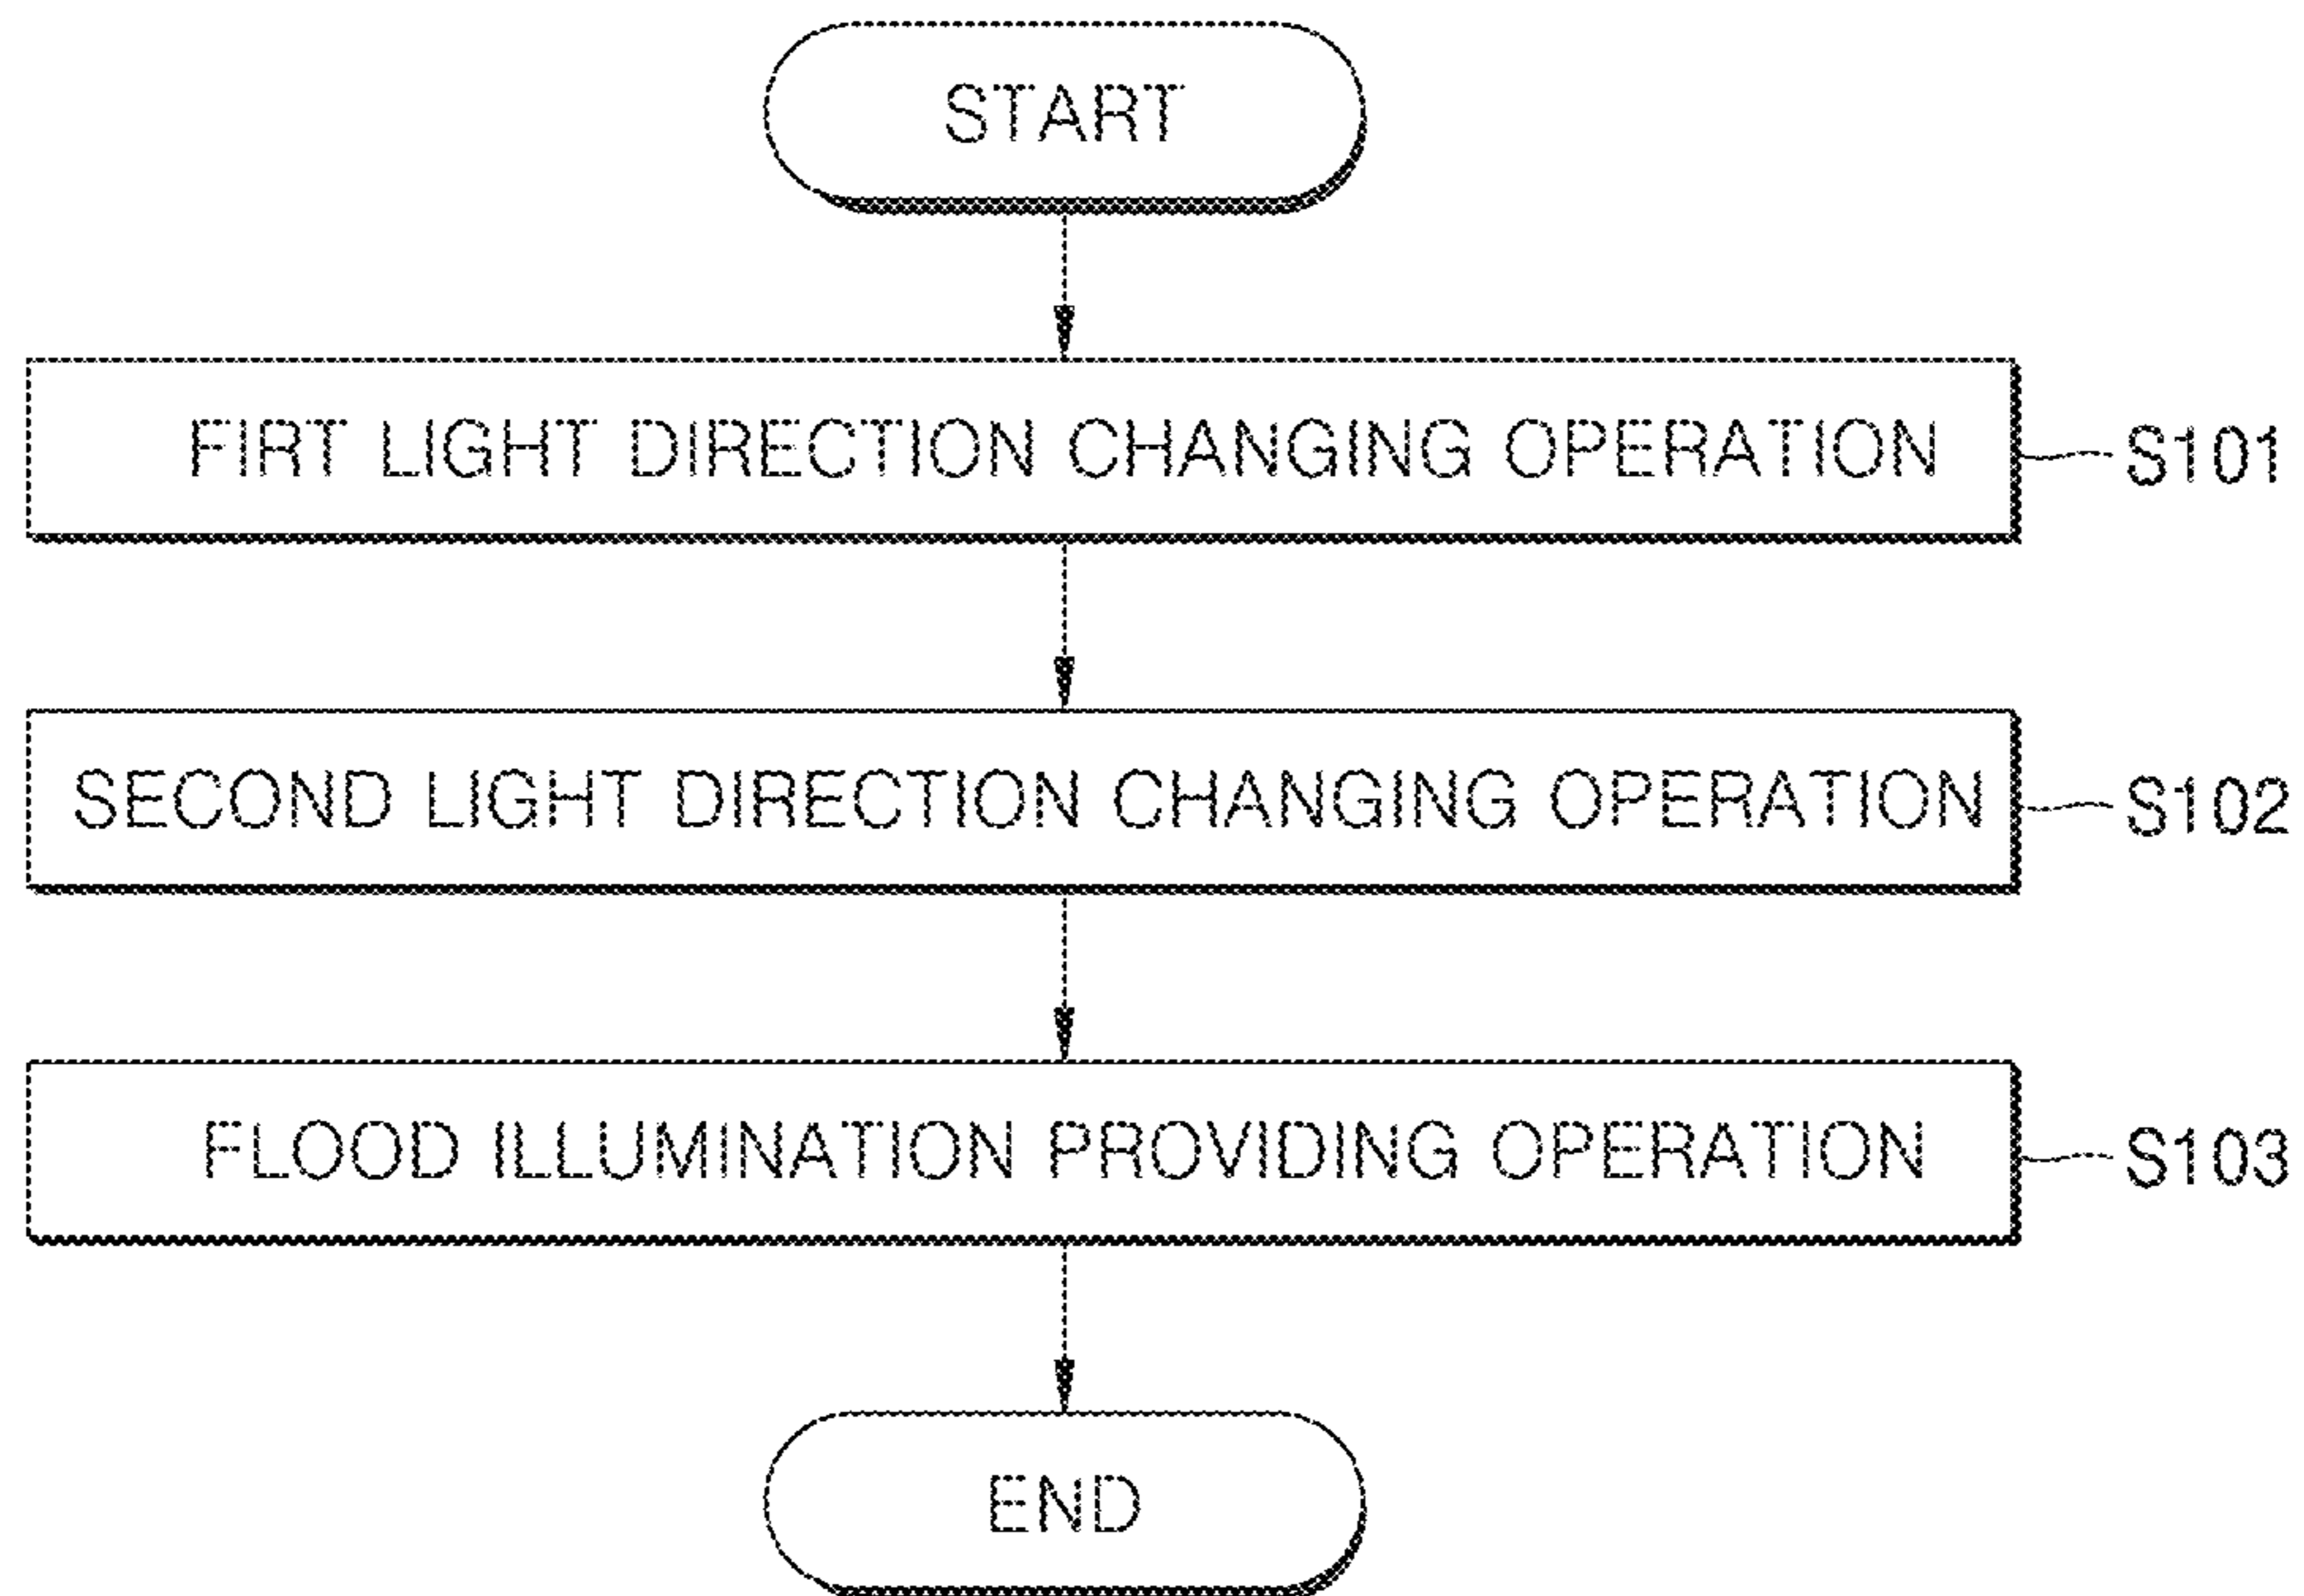 START
FIRT LIGHT DIRECTION CHANGING OPERATION S101
SECOND LIGHT DIRECTION CHANGING OPERATION S102
FLOOD ILLUMINATION PROVIDING OPERATION S103
END